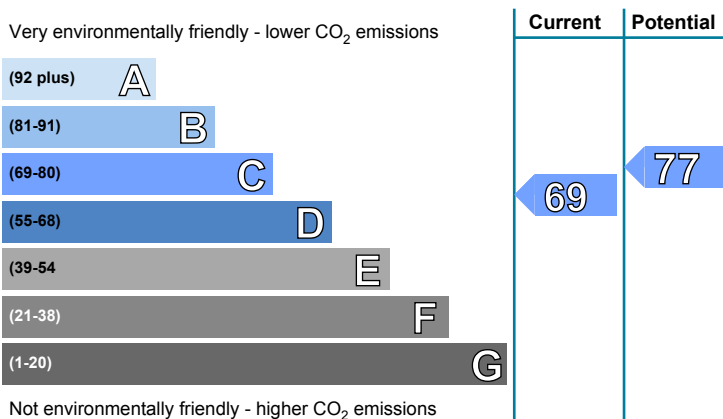 Very environmentally friendly - lower CO2 emissions
Current Potential
(92 plus) A
(81-91) B
(69-80) C
77
(55-68) D
69
(39-54 E
(21-38) F
(1-20) G
Not environmentally friendly - higher CO2 emissions